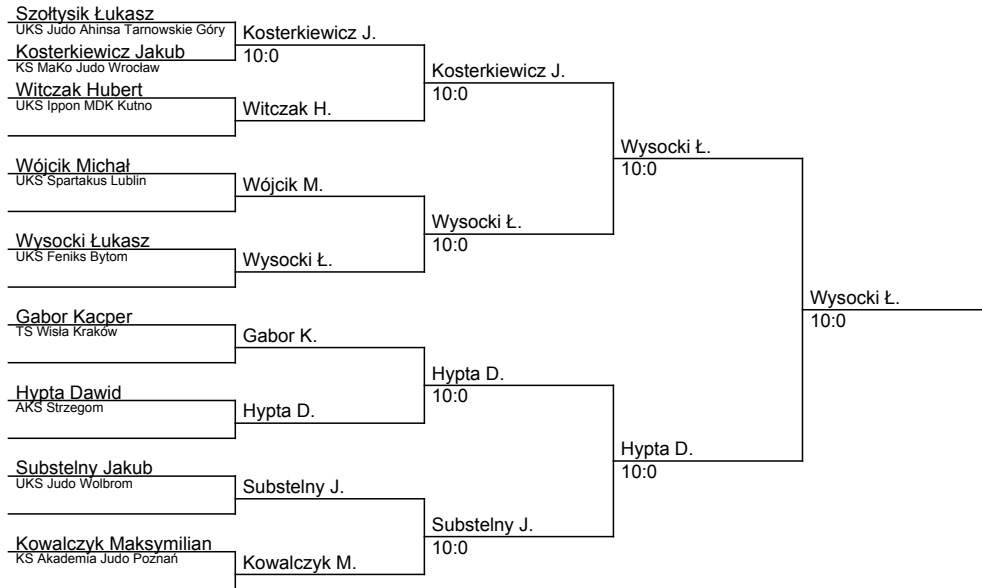 Szołtysik Łukasz
UKS Judo Ahinsa Tarnowskie Góry
Kosterkiewicz Jakub
KS MaKo Judo Wrocław
Witczak Hubert
UKS Ippon MDK Kutno
Wójcik Michał
UKS Spartakus Lublin
Wysocki Łukasz
UKS Feniks Bytom
Gabor Kacper
TS Wisła Kraków
Hypta Dawid
AKS Strzegom
Substelny Jakub
UKS Judo Wolbrom
Kowalczyk Maksymilian
KS Akademia Judo Poznań
Kosterkiewicz J.
10:0
Witczak H.
Wójcik M.
Wysocki Ł.
Gabor K.
Hypta D.
Substelny J.
Kowalczyk M.
Kosterkiewicz J.
10:0
Wysocki Ł.
10:0
Hypta D.
10:0
Substelny J.
10:0
Wysocki Ł.
10:0
Hypta D.
10:0
Wysocki Ł.
10:0